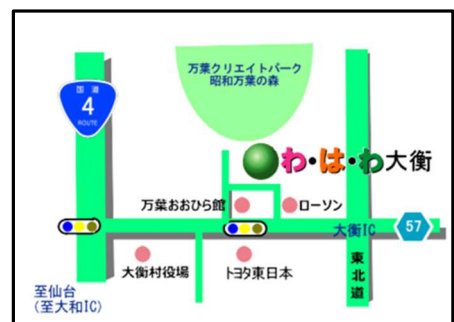 万葉クリエイトパーク
昭和万葉の森
国道
4
ROUTE
わ・は・わ大衡
万葉おおひら館
ローソン
大衡IC
57
大衡村役場
トヨタ東日本
東北道
至仙台
(至大和IC)